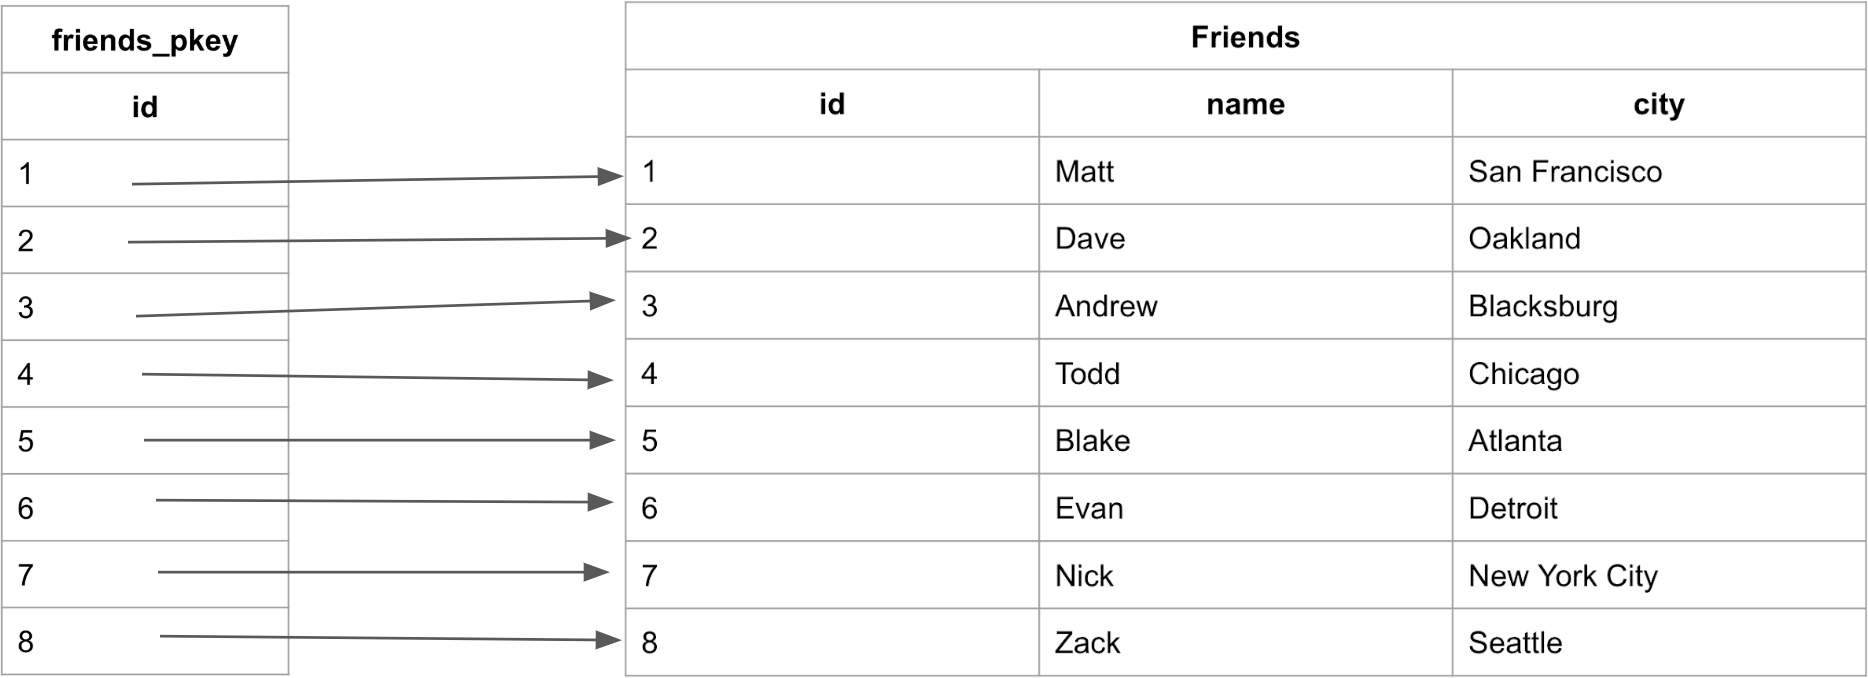 friends_pkey
id
1
2
3
4
5
6
7
8
Friends
id name city
1 Matt San Francisco
2 Dave Oakland
3 Andrew Blacksburg
4 Todd Chicago
5 Blake Atlanta
6 Evan Detroit
7 Nick New York City
8 Zack Seattle